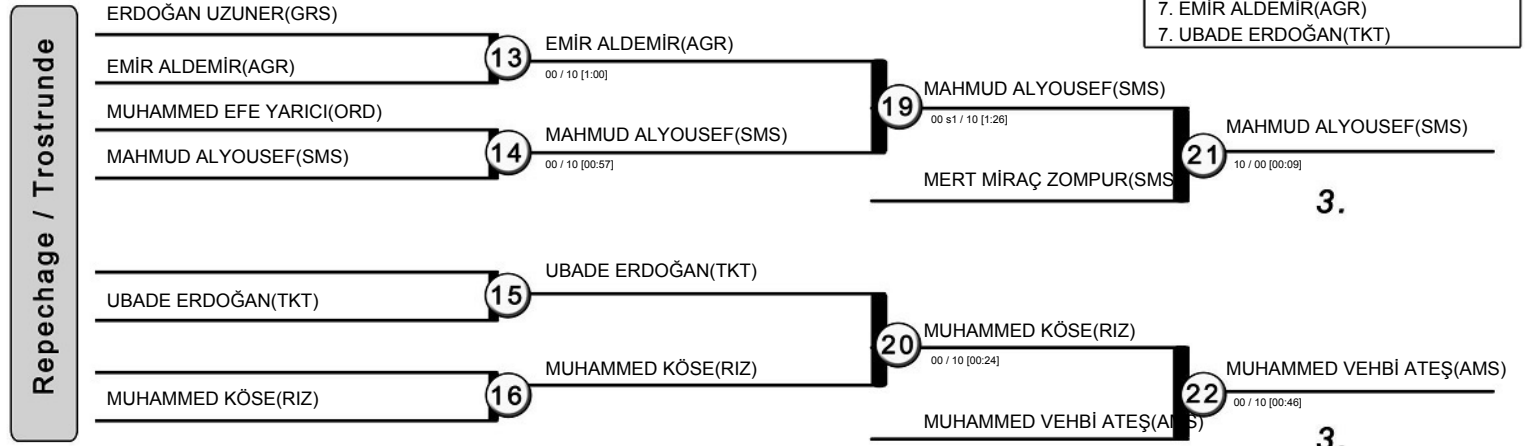 Repechage / Trostrunde
7. EMİR ALDEMİR(AGR)
7. UBADE ERDOĞAN(TKT)
ERDOĞAN UZUNER(GRS)
EMİR ALDEMİR(AGR)
13
EMİR ALDEMİR(AGR)
00 / 10 [1:00]
MUHAMMED EFE YARICI(ORD)
MAHMUD ALYOUSEF(SMS)
14
MAHMUD ALYOUSEF(SMS)
00 / 10 [00:57]
19
MAHMUD ALYOUSEF(SMS)
00 s1 / 10 [1:26]
MERT MİRAÇ ZOMPUR(SMS
21
MAHMUD ALYOUSEF(SMS)
10 / 00 [00:09]
3.
UBADE ERDOĞAN(TKT)
15
UBADE ERDOĞAN(TKT)
MUHAMMED KÖSE(RIZ)
16
MUHAMMED KÖSE(RIZ)
20
MUHAMMED KÖSE(RIZ)
00 / 10 [00:24]
MUHAMMED VEHBİ ATEŞ(AMS)
22
MUHAMMED VEHBİ ATEŞ(AMS)
00 / 10 [00:46]
3.